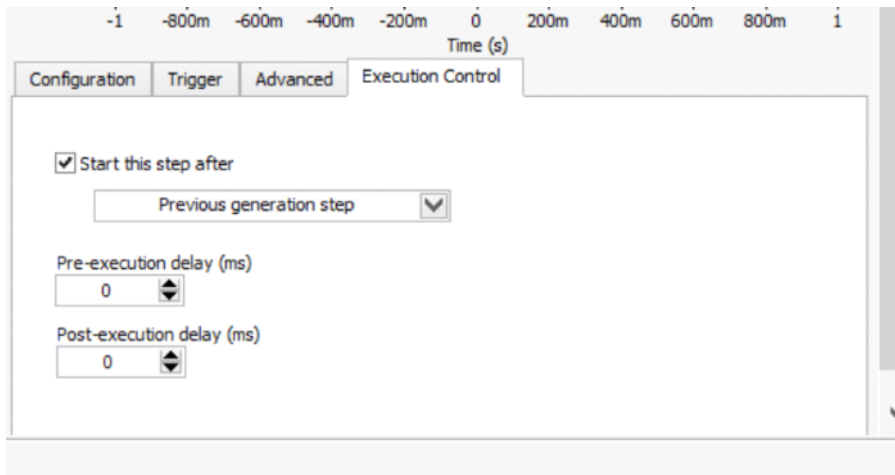 -1 -800m -600m -400m -200m 0 200m 400m 600m 800m 1
Time (s)
Configuration Trigger Advanced Execution Control
Start this step after
Previous generation step
Pre-execution delay (ms)
0
Post-execution delay (ms)
0